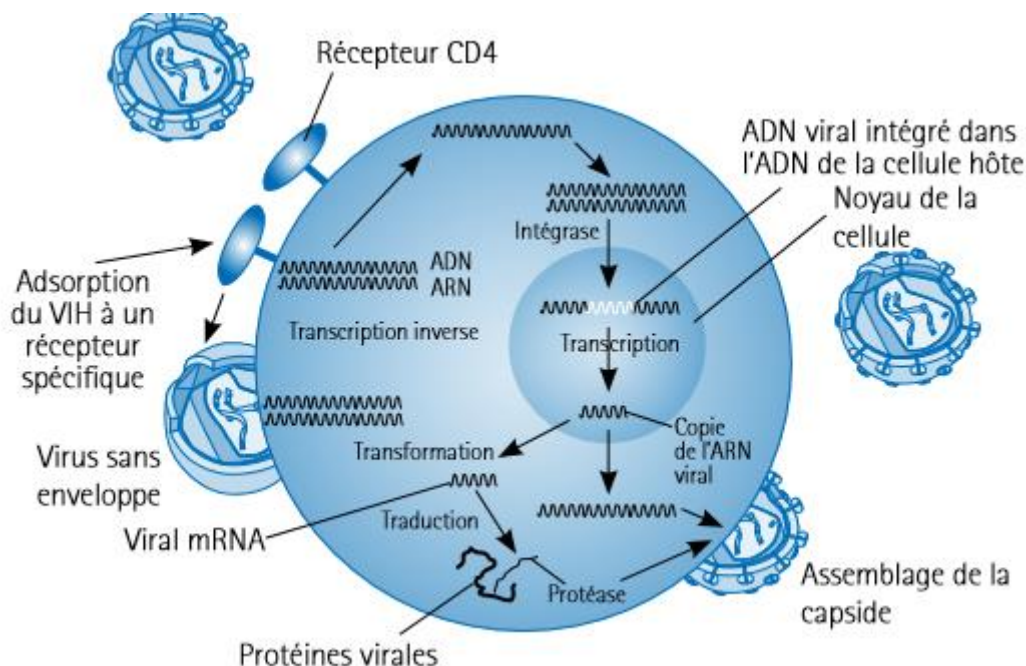 Récepteur CD4
ADN viral intégré dans
l'ADN de la cellule hôte
Noyau de la
cellule
Intégrase
ADN
ARN
Adsorption
du VIH à un
récepteur
spécifique
Transcription inverse
Transcription
Copie
de l'ARN
viral
Transformation
Virus sans
enveloppe
Viral mRNA
Traduction
Protéase
Assemblage de la
capside
Protéines virales